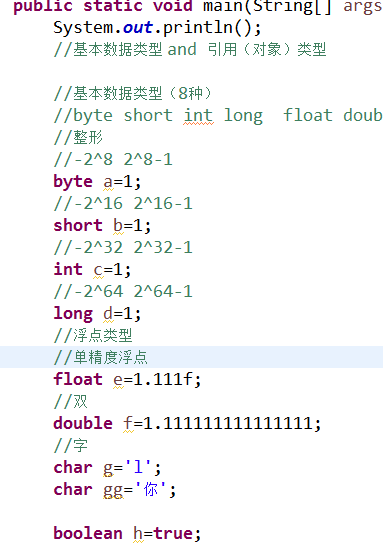 public static void main(String[] args
System.out.println();
//基本数据类型 and 引用（对象）类型
//基本数据类型（8种）
//byte short int long  float doub
//整形
//-2^8 2^8-1
byte a=1;
//-2^16 2^16-1
short b=1;
//-2^32 2^32-1
int c=1;
//-2^64 2^64-1
long d=1;
//浮点类型
//单精度浮点
float e=1.111f;
//双
double f=1.111111111111111;
//字
char g='l';
char gg='你';
boolean h=true;